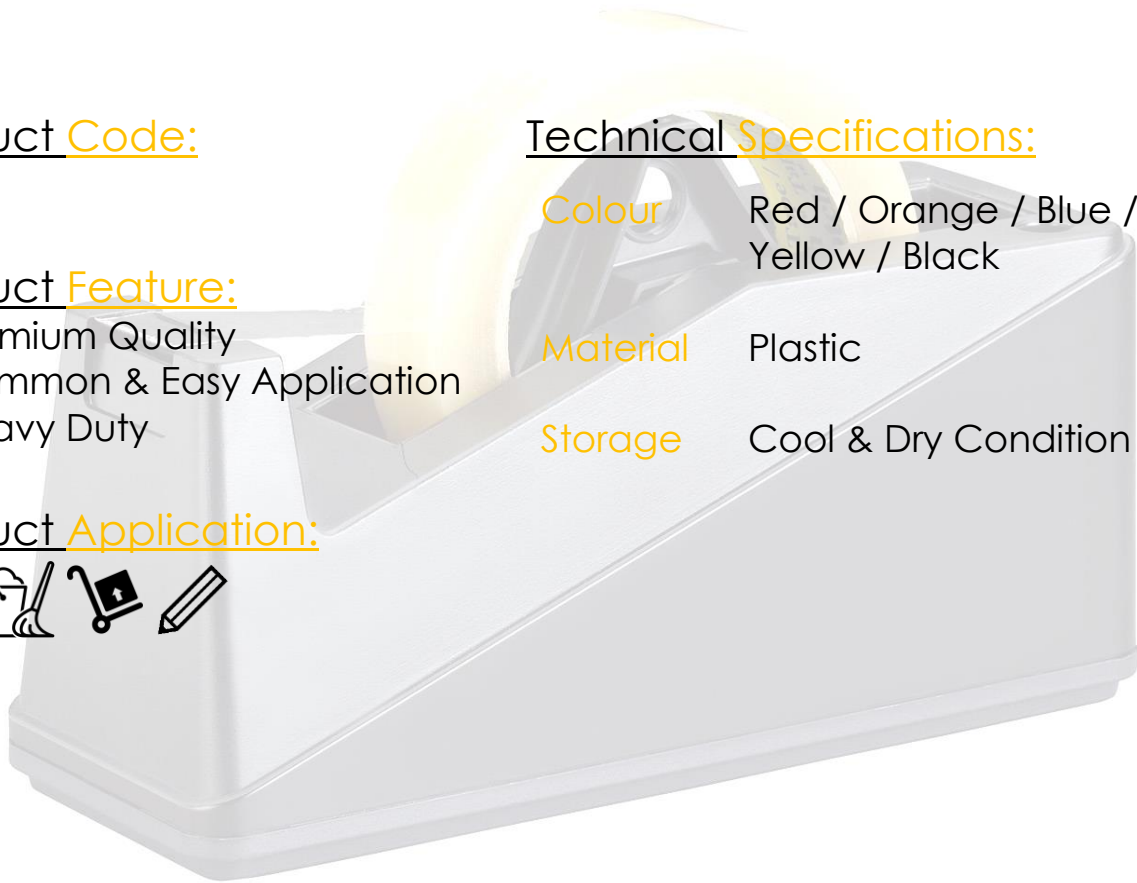 uct Code:
uct Feature:
mium Quality
mmon & Easy Application
avy Duty
uct Application:
Technical Specifications:
Colour Red / Orange / Blue /
Yellow / Black
Material Plastic
Storage Cool & Dry Condition